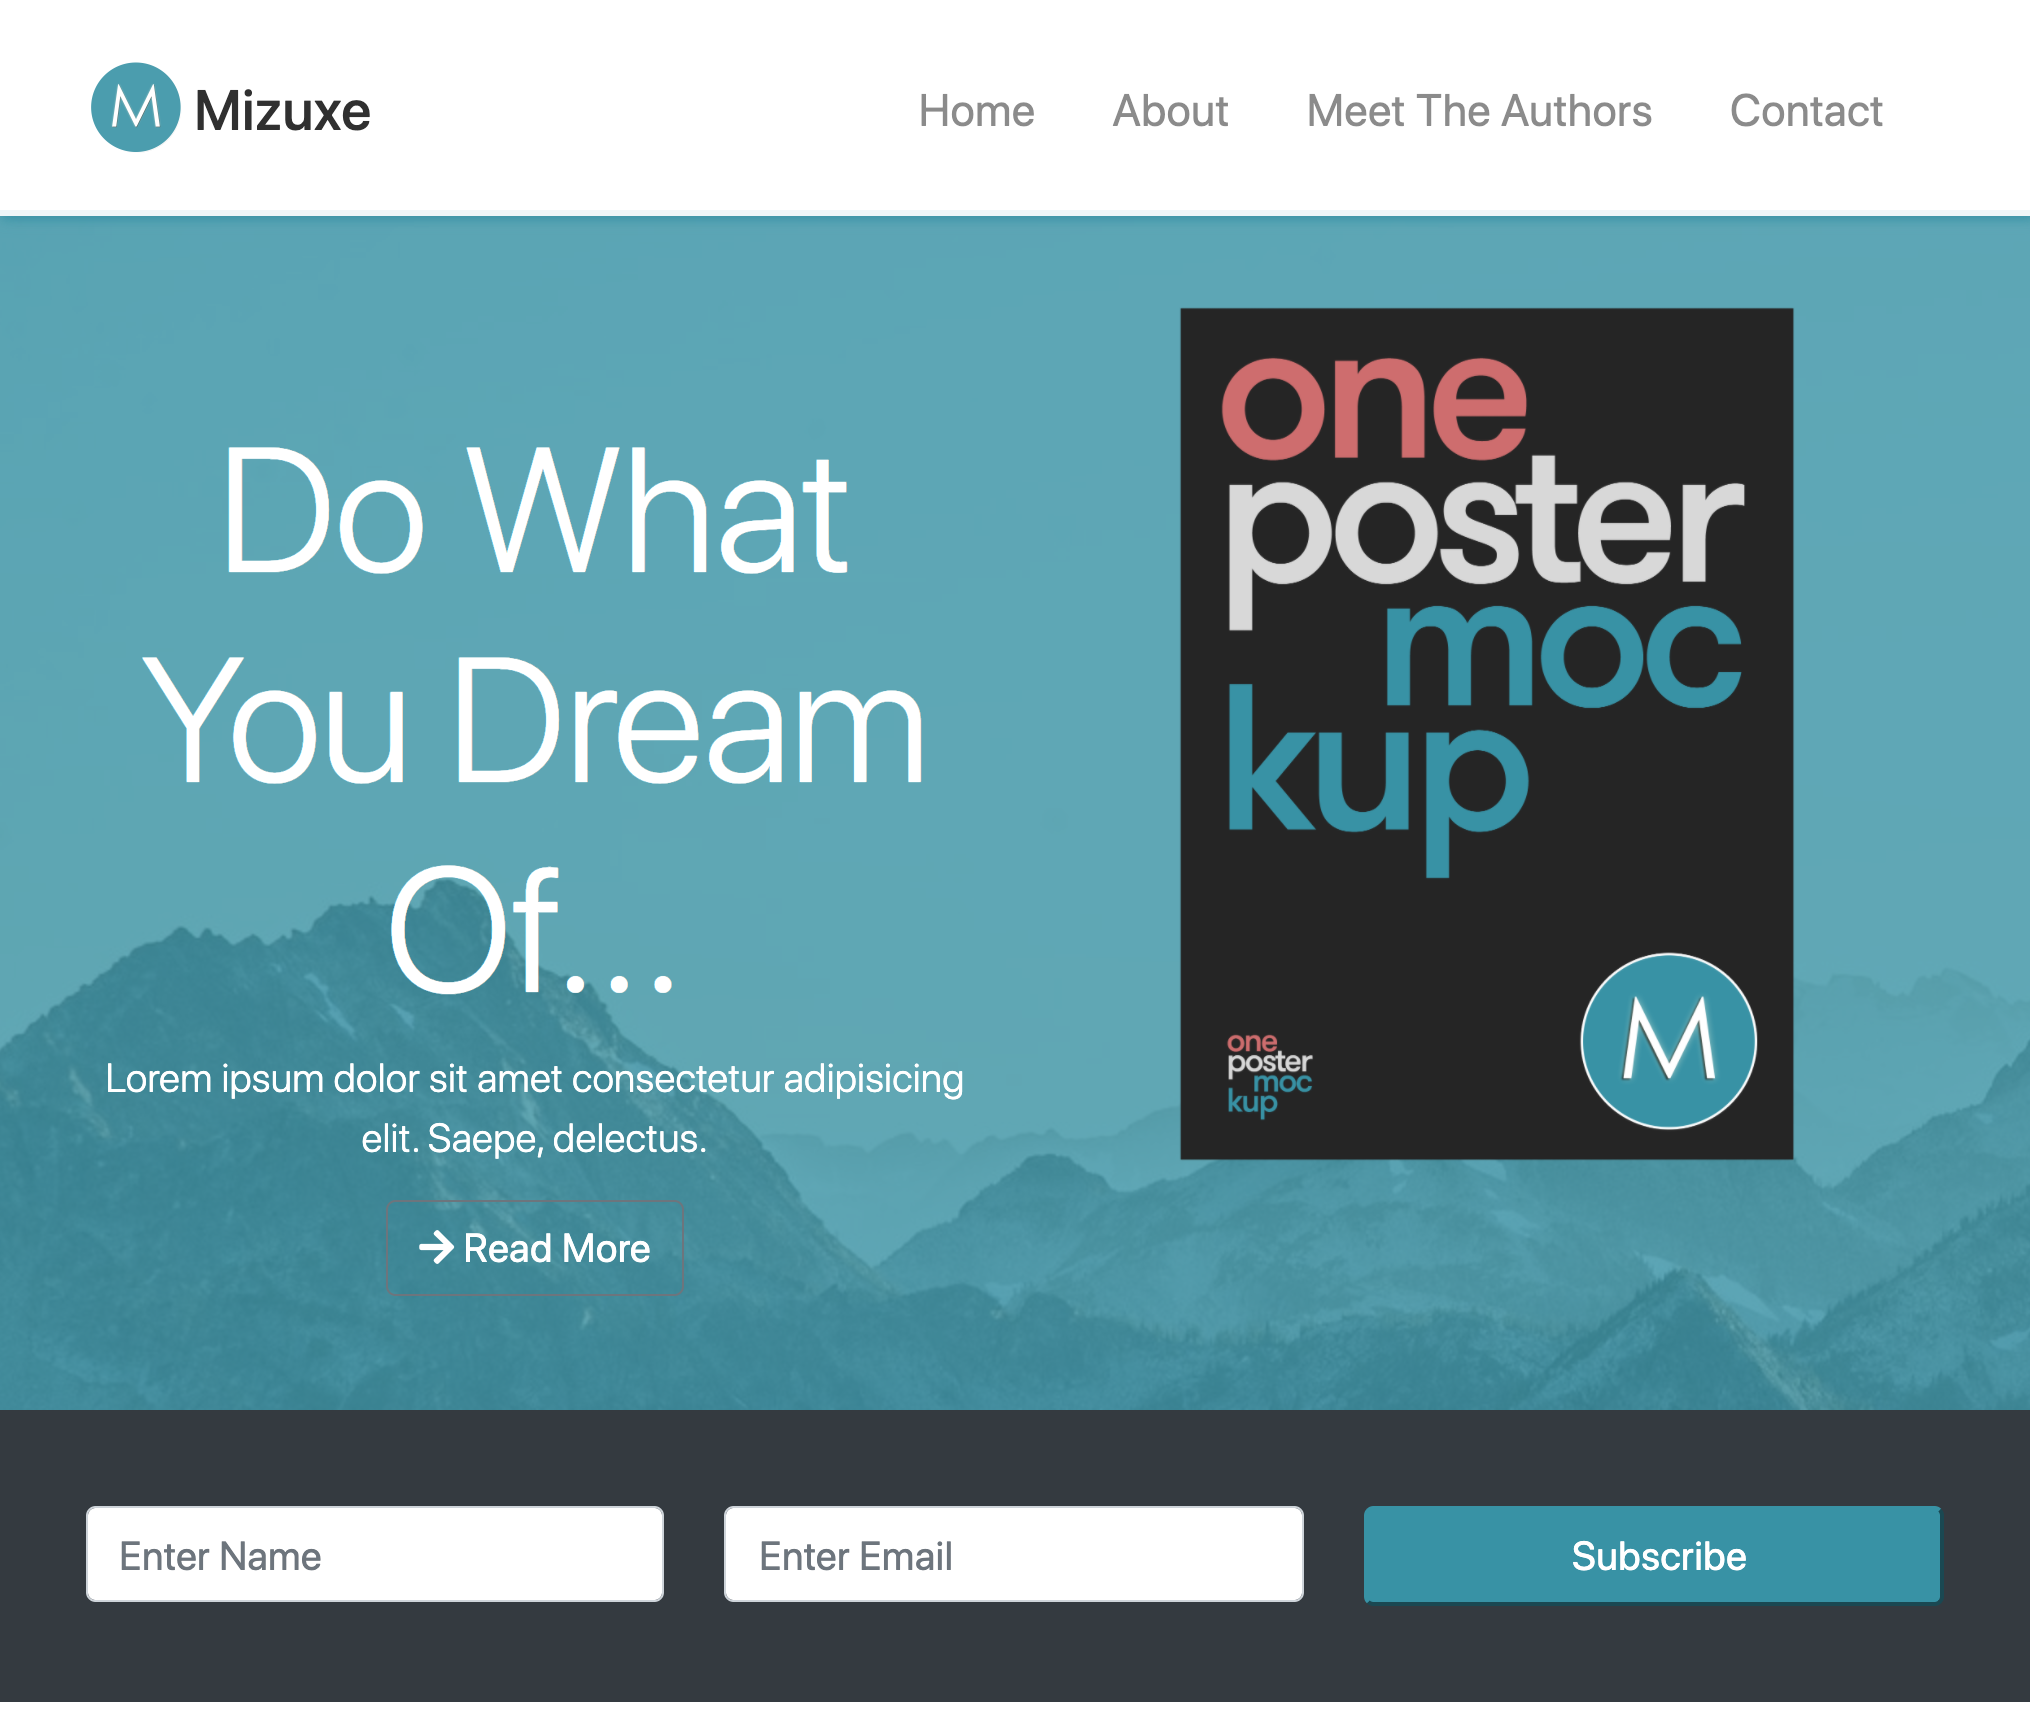 M Mizuxe
Home About Meet The Authors Contact
Do What
You Dream
Of...
Lorem ipsum dolor sit amet consectetur adipisicing
elit. Saepe, delectus.
Read More
one
poster
moc
kup
one
poster
moc
kup
M
Enter Name
Enter Email
Subscribe